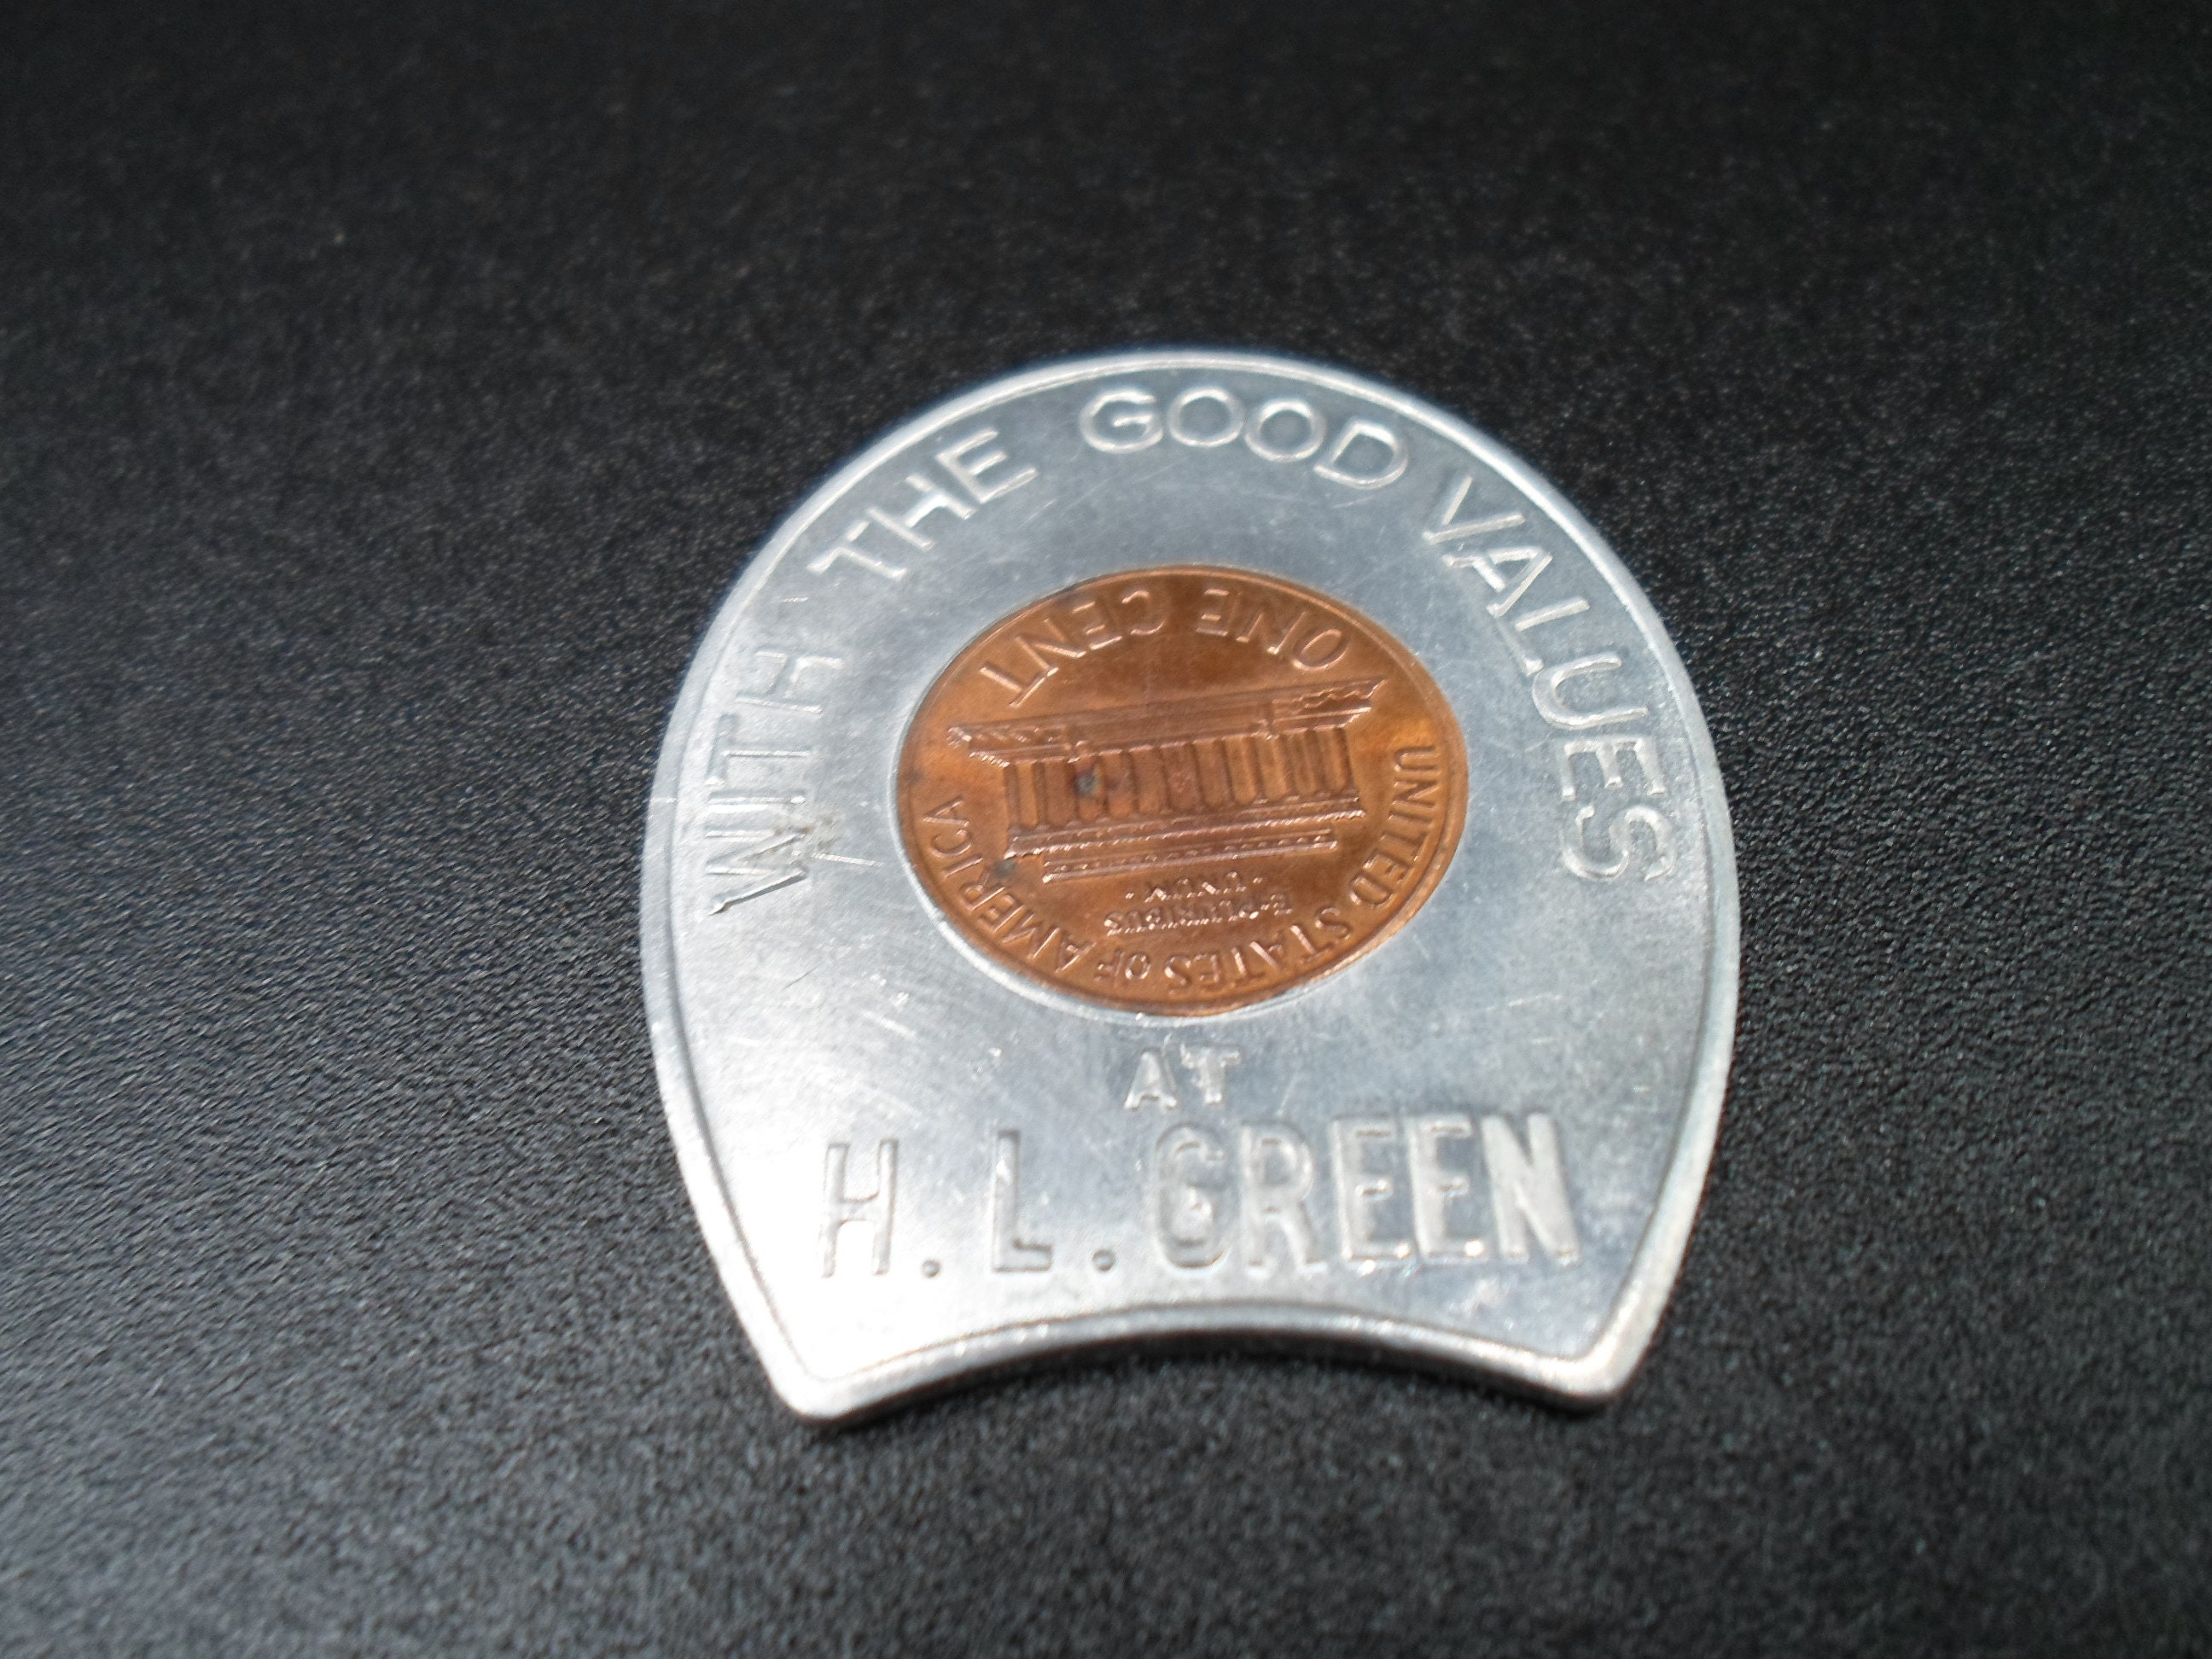 WITH THE GOOD VALUES
ONE CENT
UNITED STATES OF AMERICA
E·PLURIBUS
·UNUM·
AT
H. L. GREEN